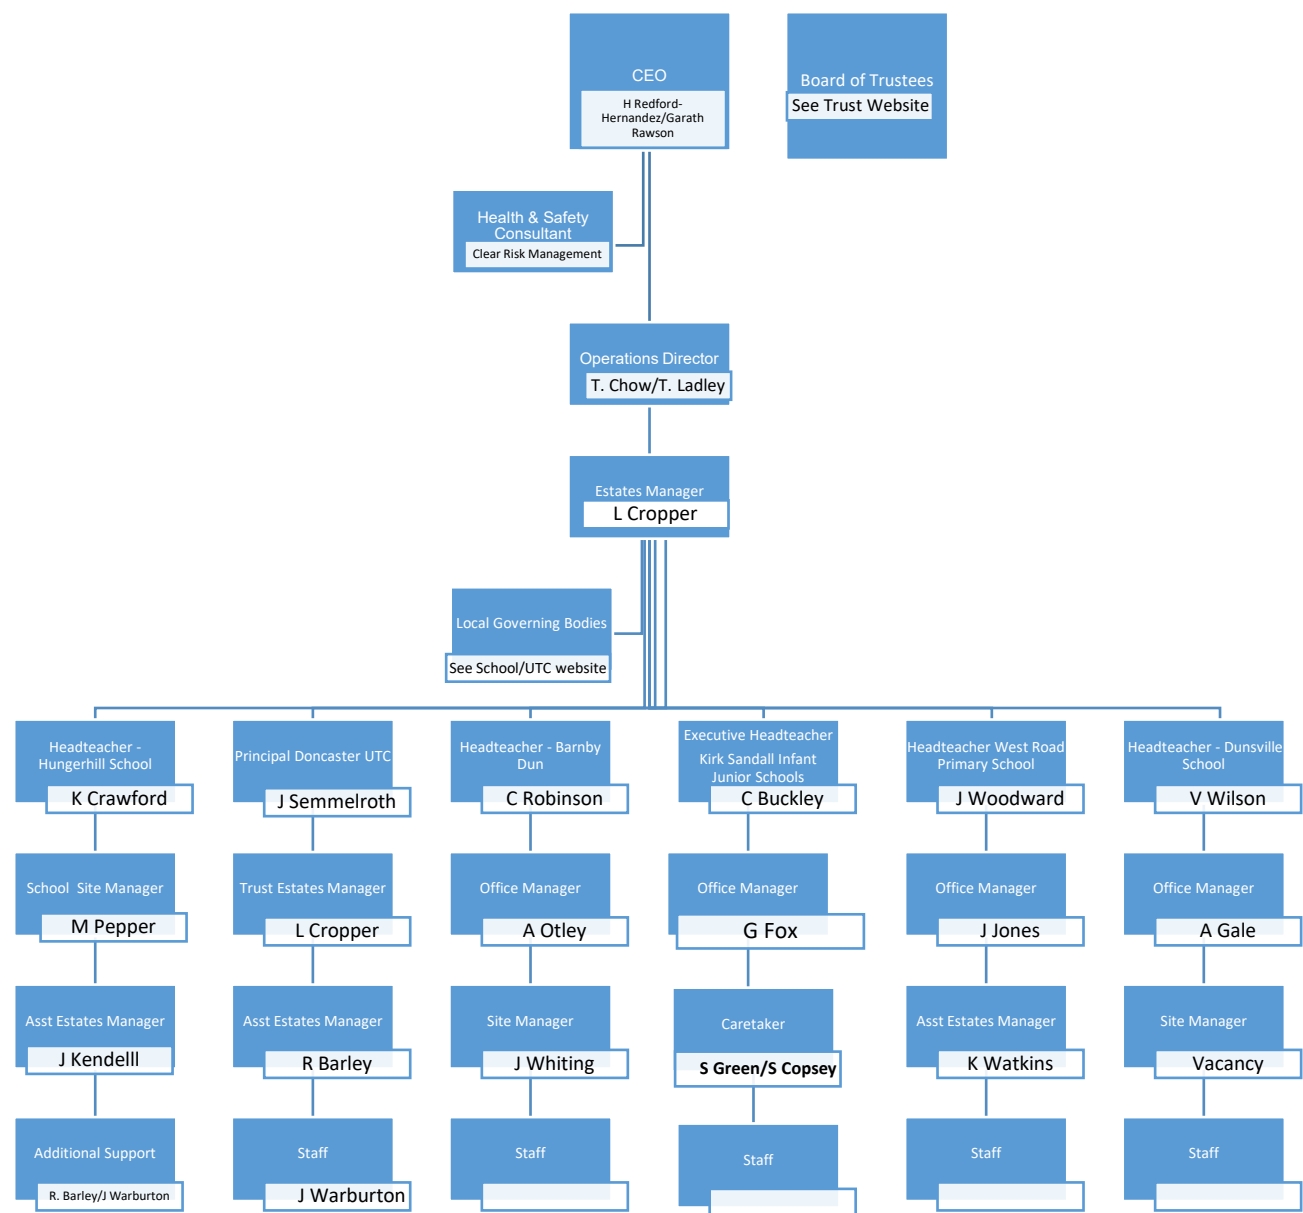 CEO
H Redford-
Hernandez/Garath
Rawson
Board of Trustees
See Trust Website
Health & Safety
Consultant
Clear Risk Management
Operations Director
T. Chow/T. Ladley
Estates Manager
L Cropper
Local Governing Bodies
See School/UTC website
Headteacher -
Hungerhill School
K Crawford
Principal Doncaster UTC
J Semmelroth
Headteacher - Barnby
Dun
C Robinson
Executive Headteacher
Kirk Sandall Infant
Junior Schools
C Buckley
Headteacher West Road
Primary School
J Woodward
Headteacher - Dunsville
School
V Wilson
School Site Manager
M Pepper
Trust Estates Manager
L Cropper
Office Manager
A Otley
Office Manager
G Fox
Office Manager
J Jones
Office Manager
A Gale
Asst Estates Manager
J Kendelll
Asst Estates Manager
R Barley
Site Manager
J Whiting
Caretaker
S Green/S Copsey
Asst Estates Manager
K Watkins
Site Manager
Vacancy
Additional Support
R. Barley/J Warburton
Staff
J Warburton
Staff
Staff
Staff
Staff